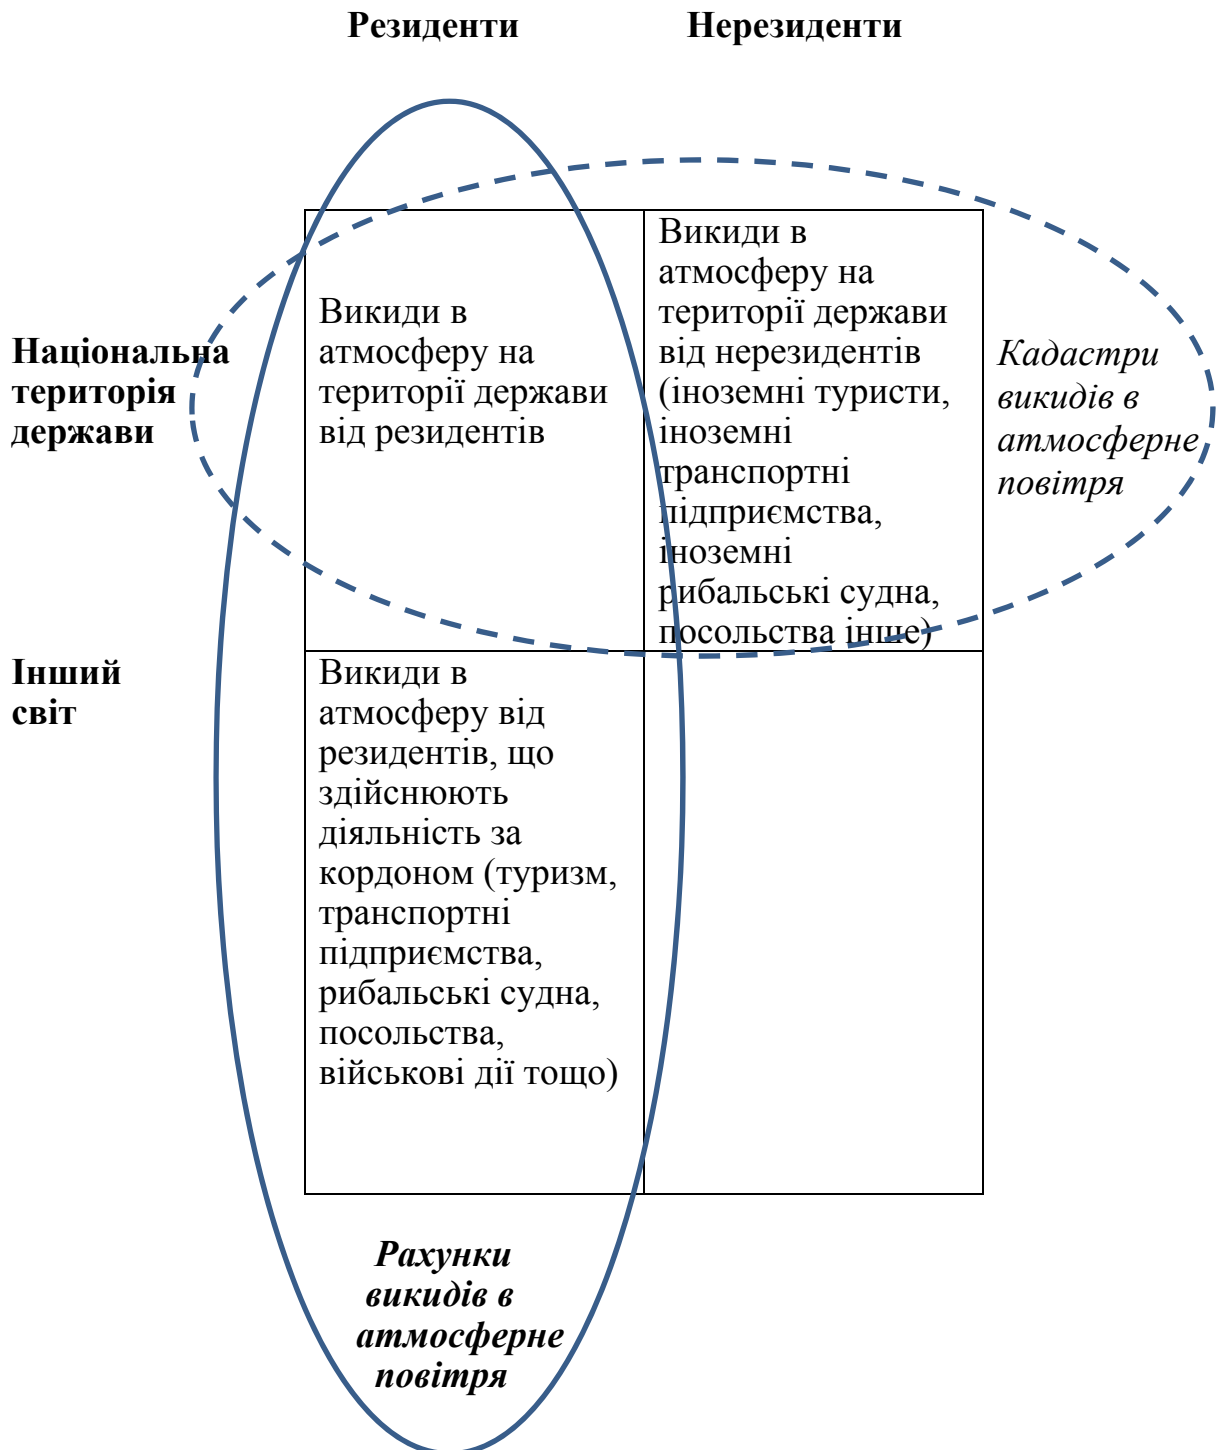 Резиденти
Нерезиденти
Національна
територія
держави
Викиди в
атмосферу на
території держави
від резидентів
Викиди в
атмосферу на
території держави
від нерезидентів
(іноземні туристи,
іноземні
транспортні
підприємства,
іноземні
рибальські судна,
посольства інше)
Кадастри
викидів в
атмосферне
повітря
Інший
світ
Викиди в
атмосферу від
резидентів, що
здійснюють
діяльність за
кордоном (туризм,
транспортні
підприємства,
рибальські судна,
посольства,
військові дії тощо)
Рахунки
викидів в
атмосферне
повітря